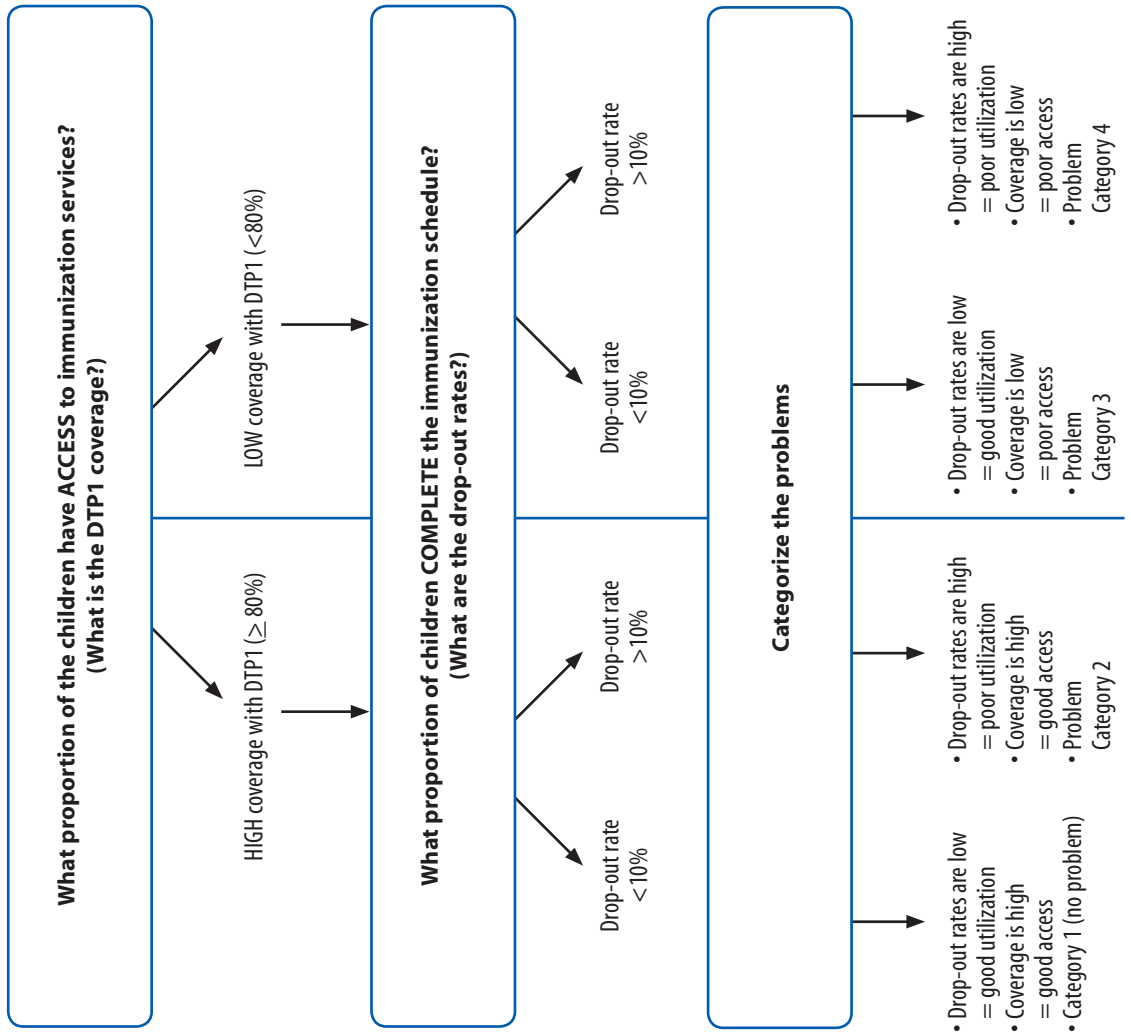 What proportion of the children have ACCESS to immunization services?
(What is the DTP1 coverage?)
HIGH coverage with DTP1 (≥ 80%)
LOW coverage with DTP1 (<80%)
What proportion of children COMPLETE the immunization schedule?
(What are the drop-out rates?)
Drop-out rate
<10%
Drop-out rate
>10%
Drop-out rate
<10%
Drop-out rate
>10%
Categorize the problems
• Drop-out rates are low
= good utilization
• Coverage is high
= good access
• Category 1 (no problem)
• Drop-out rates are high
= poor utilization
• Coverage is high
= good access
• Problem
Category 2
• Drop-out rates are low
= good utilization
• Coverage is low
= poor access
• Problem
Category 3
• Drop-out rates are high
= poor utilization
• Coverage is low
= poor access
• Problem
Category 4